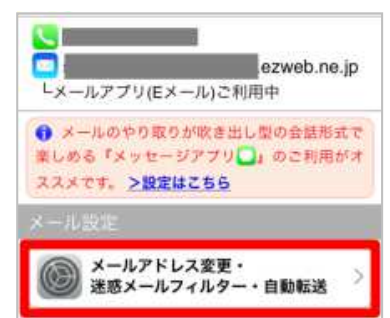 .ezweb.ne.jp
└メールアプリ(Eメール)ご利用中
メールのやり取りが吹き出し型の会話形式で
楽しめる『メッセージアプリ』のご利用がオ
ススメです。 >設定はこちら
メール設定
メールアドレス変更・
迷惑メールフィルター・自動転送